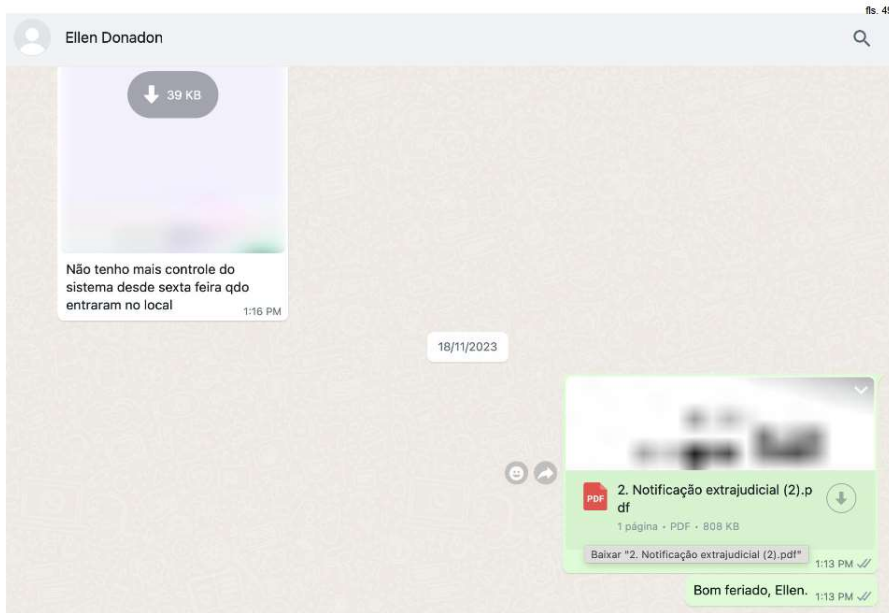 fls. 49
Ellen Donadon
39 KB
Não tenho mais controle do
sistema desde sexta feira qdo
entraram no local
1:16 PM
18/11/2023
PDF
2. Notificação extrajudicial (2).p
df
1 página • PDF • 808 KB
Baixar "2. Notificação extrajudicial (2).pdf"
1:13 PM
Bom feriado, Ellen.
1:13 PM